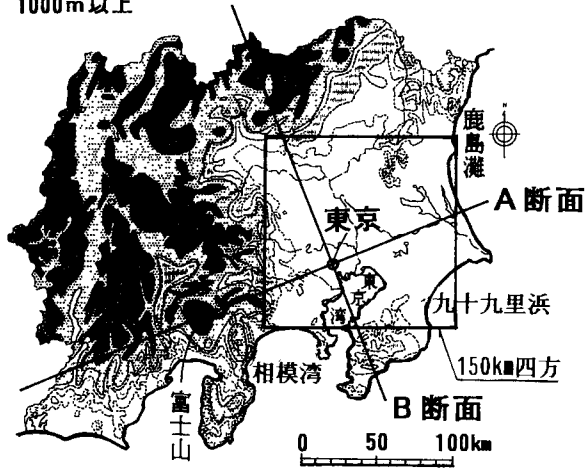 1000m以上
鹿島灘
N
A断面
東京
東京湾
九十九里浜
150km四方
相模湾
富士山
B断面
0 50 100km